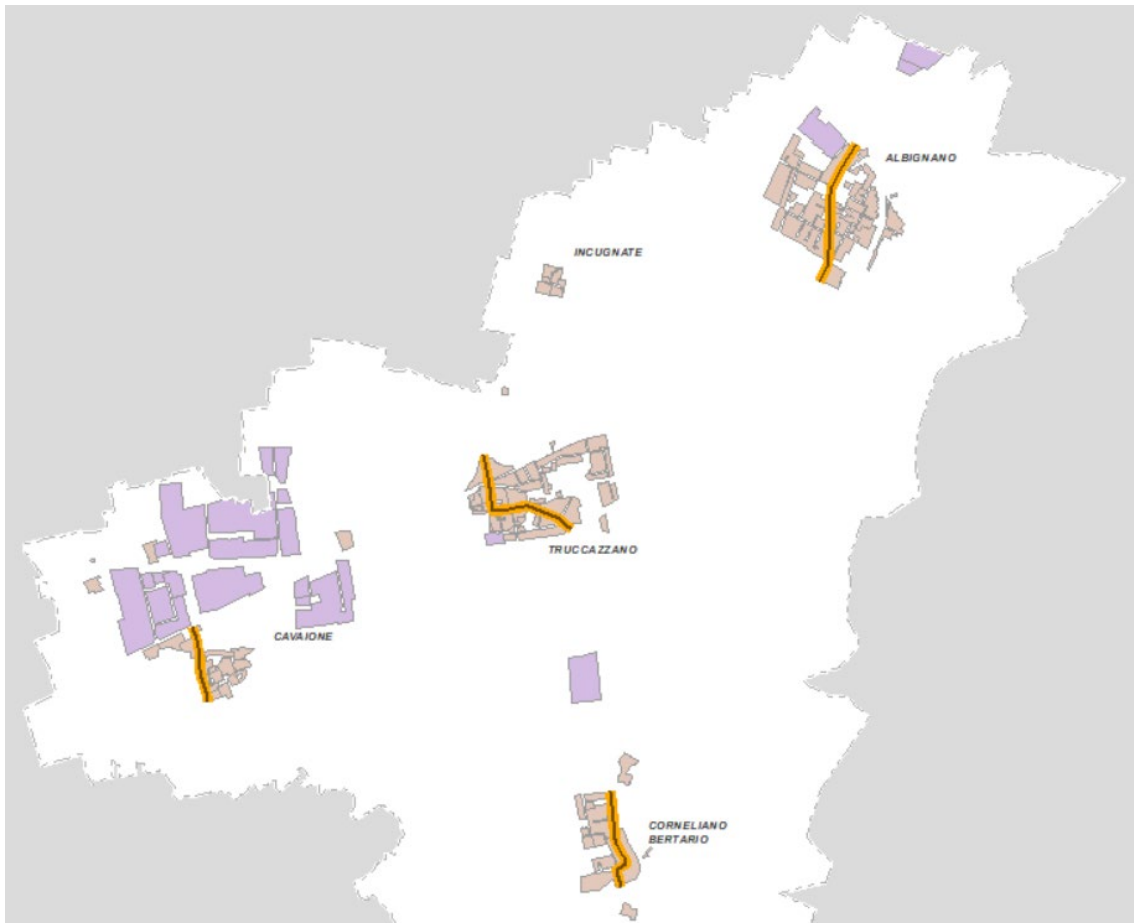 ALBIGNANO
INCUGNATE
TRUCCAZZANO
CAVAIONE
CORNELIANO
BERTARIO